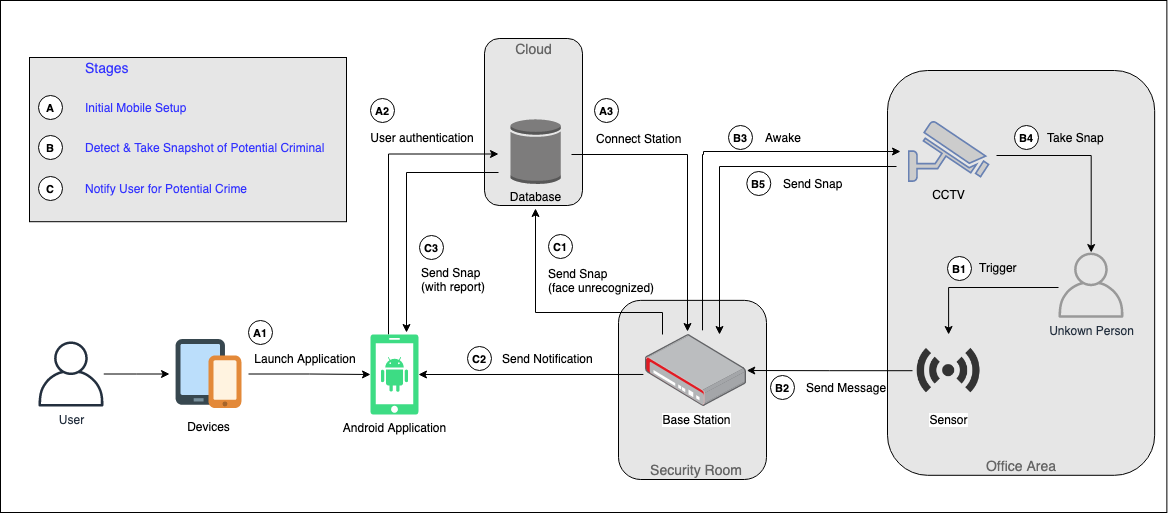 Stages
A
Initial Mobile Setup
B
Detect & Take Snapshot of Potential Criminal
C
Notify User for Potential Crime
Cloud
Database
A2
User authentication
A3
Connect Station
B3
Awake
B5
Send Snap
B4
Take Snap
CCTV
C3
Send Snap
(with report)
C1
Send Snap
(face unrecognized)
B1
Trigger
Unkown Person
A1
Launch Application
C2
Send Notification
B2
Send Message
User
Devices
Android Application
Base Station
Sensor
Security Room
Office Area